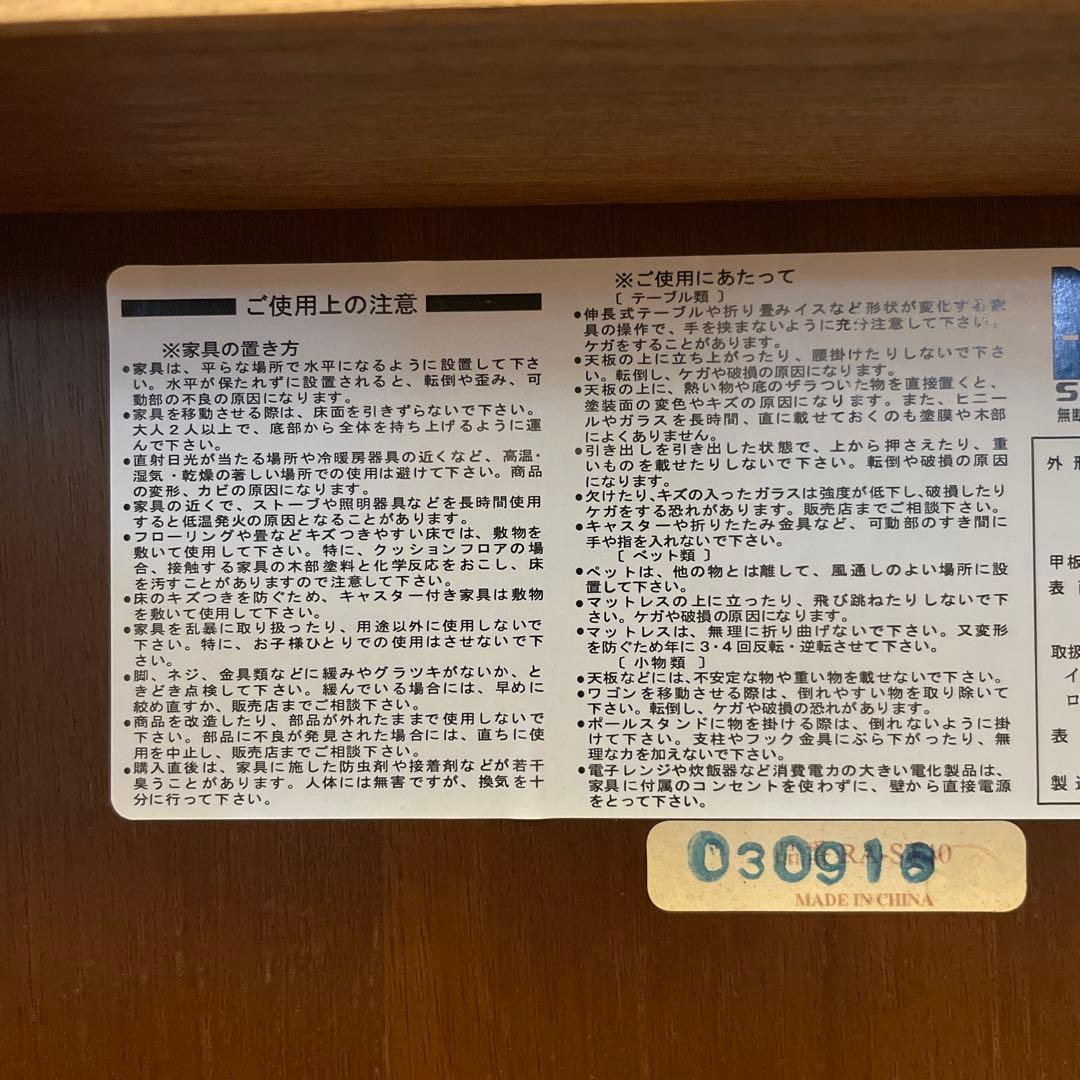 ご使用上の注意
※家具の置き方
●家具は、平らな場所で水平になるように設置して下さ
い。水平が保たれずに設置されると、転倒や歪み、可
動部の不良の原因になります。
●家具を移動させる際は、床面を引きずらないで下さい。
大人2人以上で、底部から全体を持ち上げるように運
んで下さい。
●直射日光が当たる場所や冷暖房器具の近くなど、高温・
湿気・乾燥の著しい場所での使用は避けて下さい。商品
の変形、カビの原因になります。
●家具の近くで、ストーブや照明器具などを長時間使用
すると低温発火の原因となることがあります。
●フローリングや畳などキズつきやすい床では、敷物を
敷いて使用して下さい。特に、クッションフロアの場
合、接触する家具の木部塗料と化学反応をおこし、床
を汚すことがありますので注意して下さい。
●床のキズつきを防ぐため、キャスター付き家具は敷物
を敷いて使用して下さい。
●家具を乱暴に取り扱ったり、用途以外に使用しないで
下さい。特に、お子様ひとりでの使用はさせないで下
さい。
●脚、ネジ、金具類などに緩みやグラツキがないか、と
きどき点検して下さい。緩んでいる場合には、早めに
絞め直すか、販売店までご相談下さい。
●商品を改造したり、部品が外れたままで使用しないで
下さい。部品に不良が発見された場合には、直ちに使
用を中止し、販売店までご相談下さい。
●購入直後は、家具に施した防虫剤や接着剤などが若干
臭うことがあります。人体には無害ですが、換気を十
分に行って下さい。
※ご使用にあたって
〔 テーブル類 〕
●伸長式テーブルや折り畳みイスなど形状が変化する家
具の操作で、手を挟まないように充分注意して下さい。
ケガをすることがあります。
●天板の上に立ち上がったり、腰掛けたりしないで下さ
い。転倒し、ケガや破損の原因になります。
●天板の上に、熱い物や底のザラついた物を直接置くと、
塗装面の変色やキズの原因になります。また、ヒニー
ルやガラスを長時間、直に載せておくのも塗膜や木部
によくありません。
●引き出しを引き出した状態で、上から押さえたり、重
いものを載せたりしないで下さい。転倒や破損の原因
になります。
●欠けたり、キズの入ったガラスは強度が低下し、破損したり
ケガをする恐れがあります。販売店までご相談下さい。
●キャスターや折りたたみ金具など、可動部のすき間に
手や指を入れないで下さい。
〔 ベット類 〕
●ベットは、他の物とは離して、風通しのよい場所に設
置して下さい。
●マットレスの上に立ったり、飛び跳ねたりしないで下
さい。ケガや破損の原因になります。
●マットレスは、無理に折り曲げないで下さい。又変形
を防ぐため年に3・4回反転・逆転させて下さい。
〔 小物類 〕
●天板などには、不安定な物や重い物を載せないで下さい。
●ワゴンを移動させる際は、倒れやすい物を取り除いて
下さい。転倒し、ケガや破損の恐れがあります。
●ポールスタンドに物を掛ける際は、倒れないように掛
けて下さい。支柱やフック金具にぶら下がったり、無
理な力を加えないで下さい。
●電子レンジや炊飯器など消費電力の大きい電化製品は、
家具に付属のコンセントを使わずに、壁から直接電源
をとって下さい。
S
無断
外形
甲板
表面
取扱
イ
ロ
表
製造
030916
MADE IN CHINA